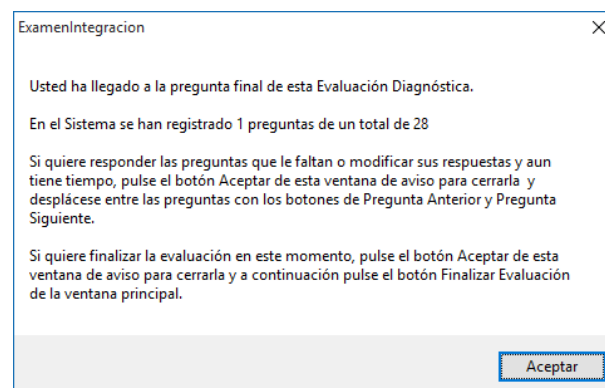 ExamenIntegracion
Usted ha llegado a la pregunta final de esta Evaluación Diagnóstica.
En el Sistema se han registrado 1 preguntas de un total de 28
Si quiere responder las preguntas que le faltan o modificar sus respuestas y aun
tiene tiempo, pulse el botón Aceptar de esta ventana de aviso para cerrarla y
desplácese entre las preguntas con los botones de Pregunta Anterior y Pregunta
Siguiente.
Si quiere finalizar la evaluación en este momento, pulse el botón Aceptar de esta
ventana de aviso para cerrarla y a continuación pulse el botón Finalizar Evaluación
de la ventana principal.
Aceptar